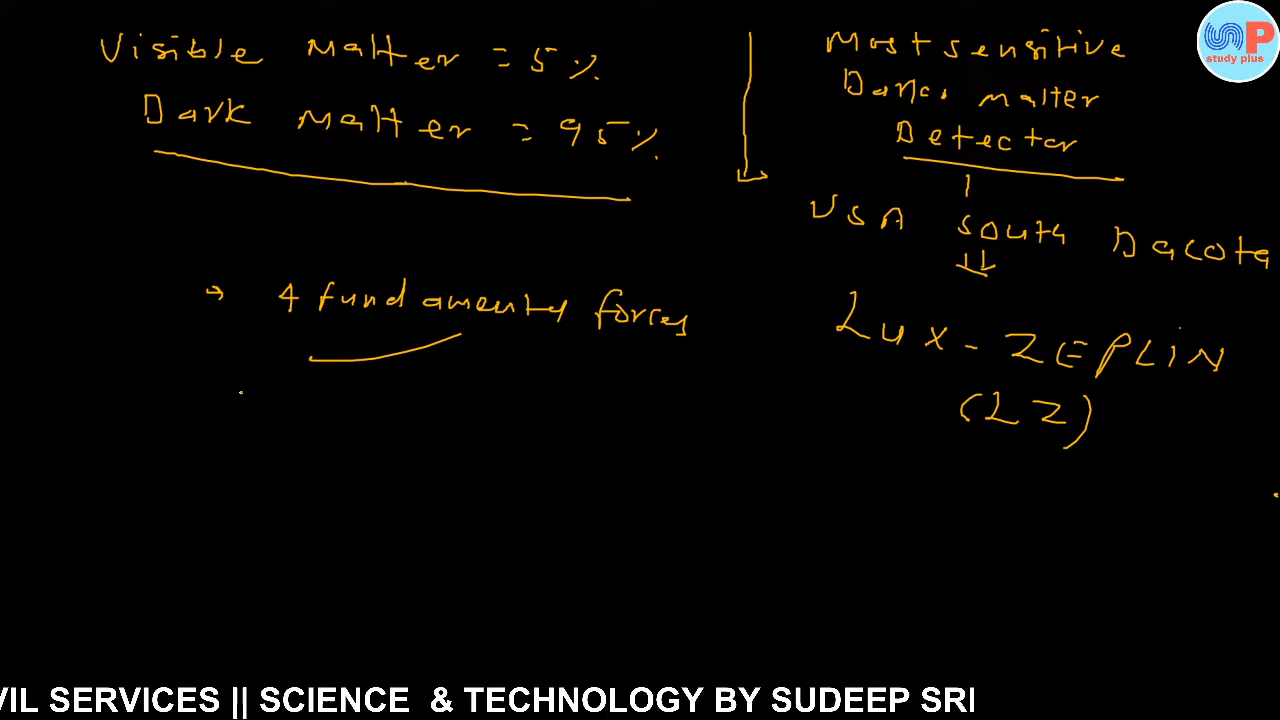 Visible Matter = 5%
Dark Matter = 95%
→ 4 fundamental forces
Most sensitive
Dark matter
Detector
USA South Dacota
Lux-ZEPLIN
(LZ)
SP
study plus
VIL SERVICES || SCIENCE & TECHNOLOGY BY SUDEEP SRI